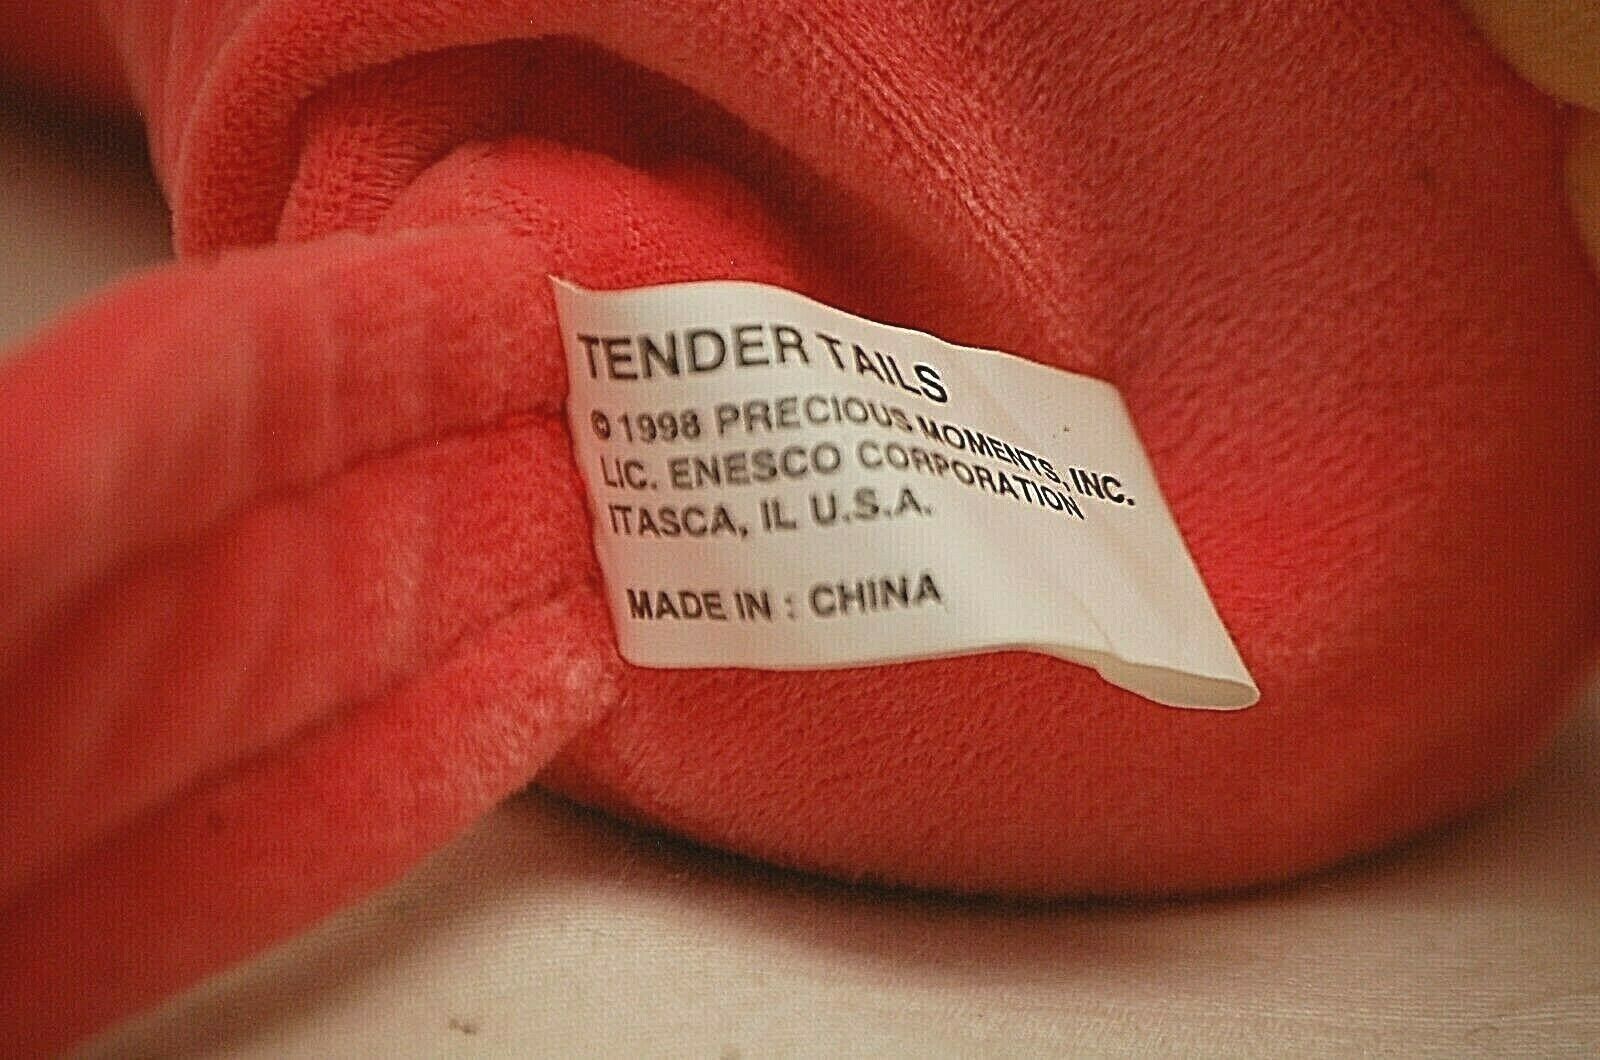 TENDER TAILS
© 1998 PRECIOUS MOMENTS, INC.
LIC. ENESCO CORPORATION
ITASCA, IL U.S.A.
MADE IN : CHINA